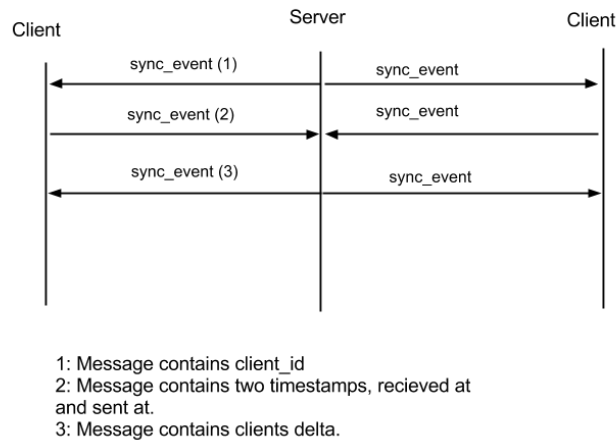 Client
Server
Client
sync_event (1)
sync_event
sync_event (2)
sync_event
sync_event (3)
sync_event
1: Message contains client_id
2: Message contains two timestamps, recieved at
and sent at.
3: Message contains clients delta.